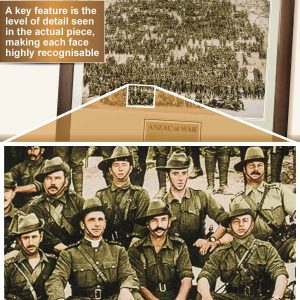 A key feature is the
level of detail seen
in the actual piece,
making each face
highly recognisable
ANZAC at WAR